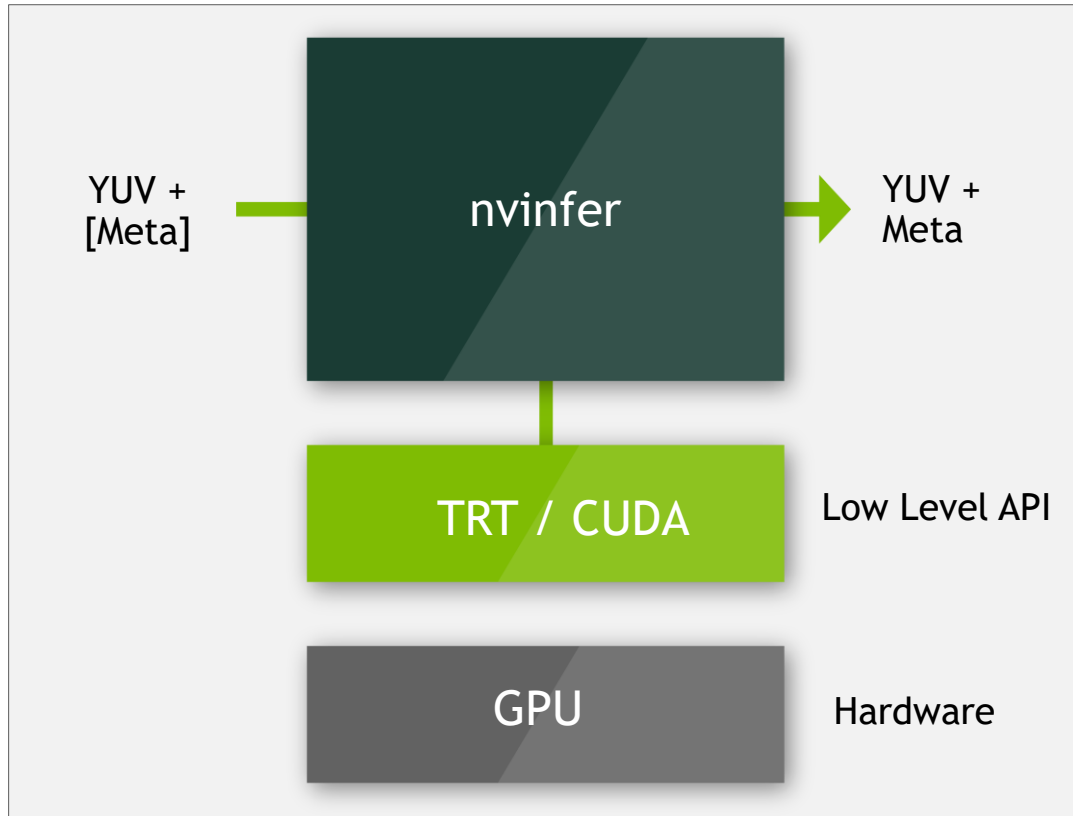 YUV +
[Meta]
nvinfer
YUV +
Meta
TRT / CUDA
Low Level API
GPU
Hardware